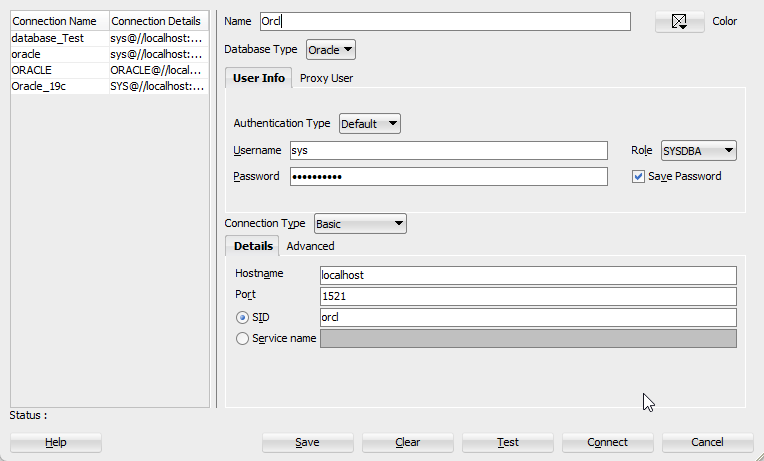 Connection Name Connection Details
database_Test sys@//localhost:...
oracle sys@//localhost:...
ORACLE ORACLE@//local...
Oracle_19c SYS@//localhost:...
Name Orcl Color
Database Type Oracle
User Info Proxy User
Authentication Type Default
Username sys Role SYSDBA
Password •••••••••• Save Password
Connection Type Basic
Details Advanced
Hostname localhost
Port 1521
SID orcl
Service name
Status :
Help Save Clear Test Connect Cancel